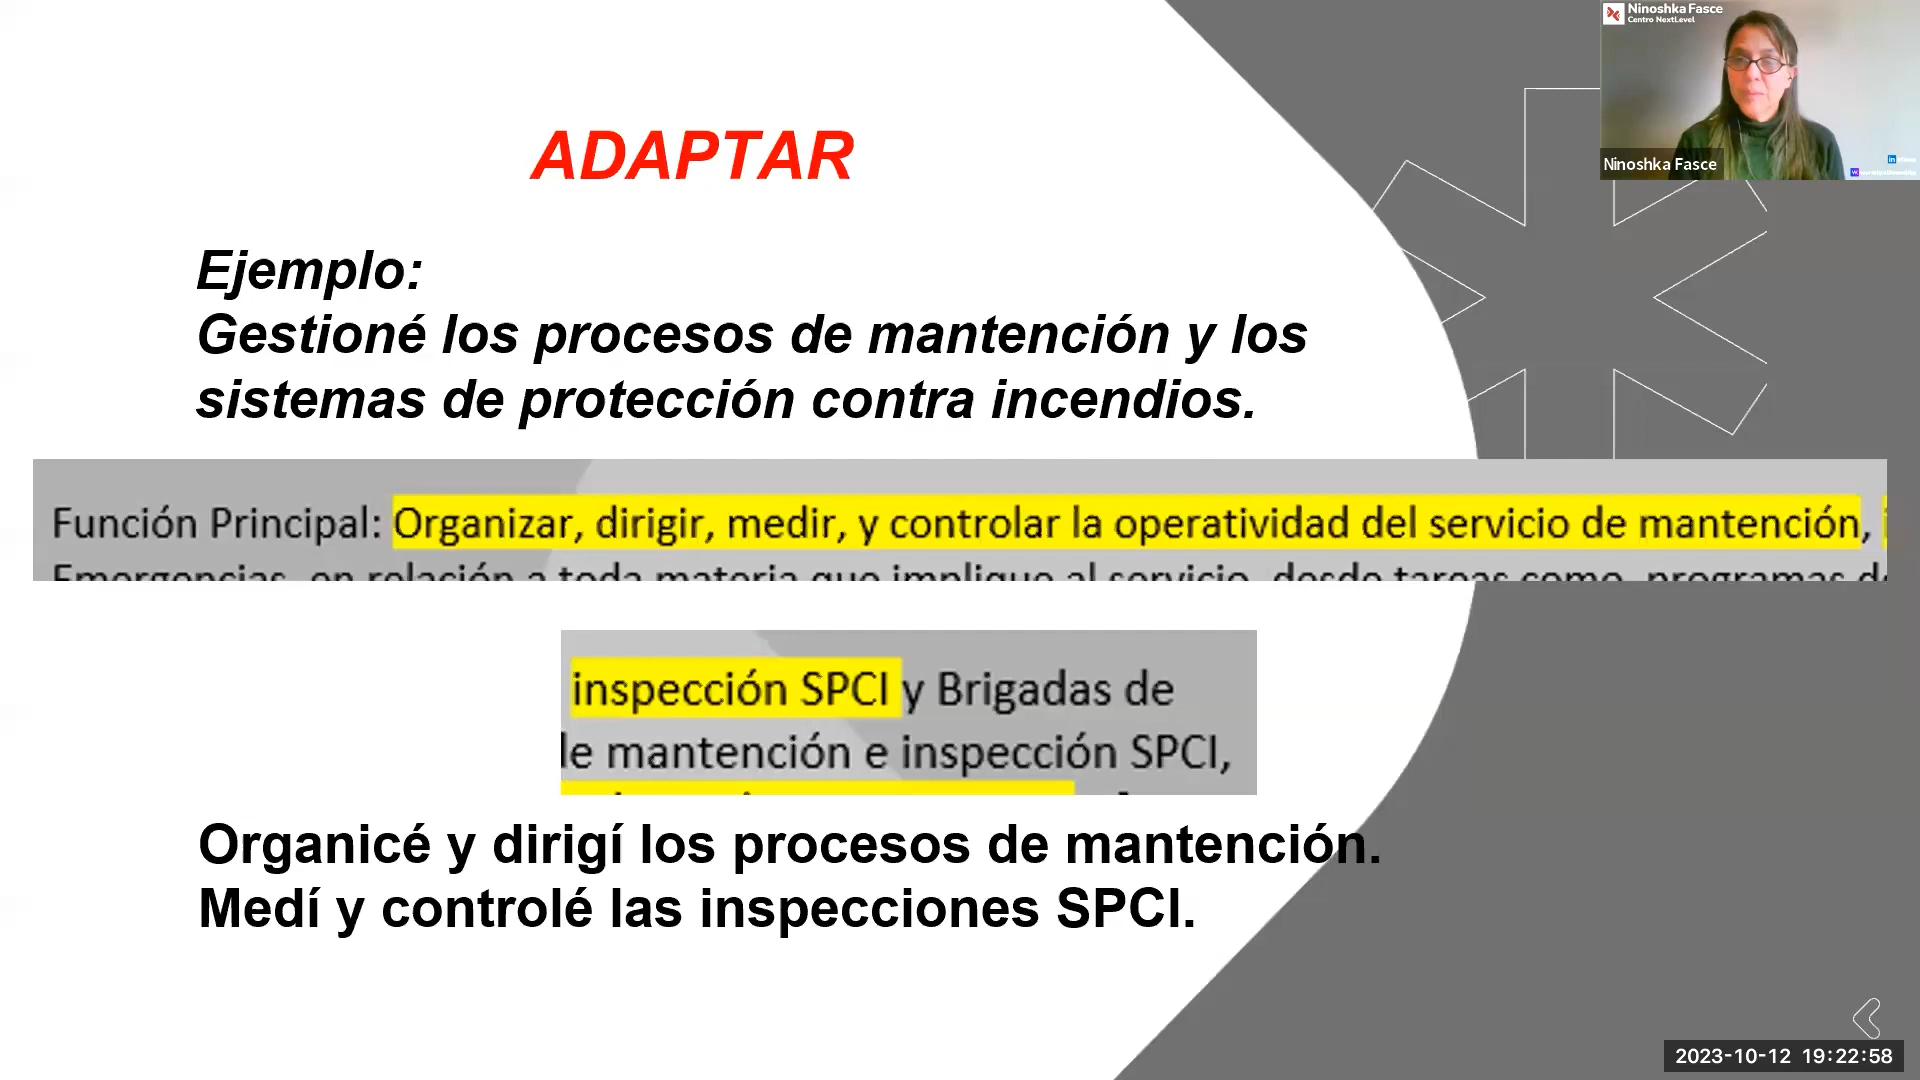 Ninoshka Fasce
Centro NextLevel
Ninoshka Fasce
ADAPTAR
Ejemplo:
Gestioné los procesos de mantención y los
sistemas de protección contra incendios.
Función Principal: Organizar, dirigir, medir, y controlar la operatividad del servicio de mantención,
Emergencias, en relación a toda materia que implique al servicio, desde tareas como, programas de
inspección SPCI y Brigadas de
le mantención e inspección SPCI,
Organicé y dirigí los procesos de mantención.
Medí y controlé las inspecciones SPCI.
2023-10-12 19:22:58